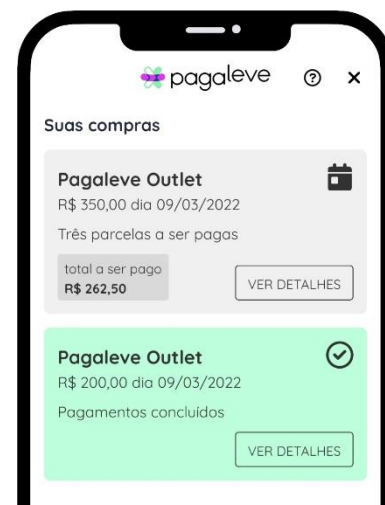 pagaleve
Suas compras
Pagaleve Outlet
R$ 350,00 dia 09/03/2022
Três parcelas a ser pagas
total a ser pago
R$ 262,50
VER DETALHES
Pagaleve Outlet
R$ 200,00 dia 09/03/2022
Pagamentos concluídos
VER DETALHES